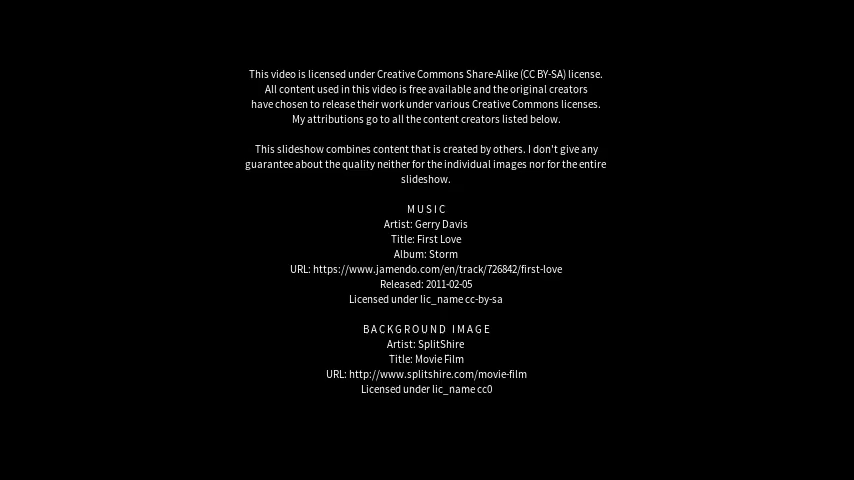 This video is licensed under Creative Commons Share-Alike (CC BY-SA) license.
All content used in this video is free available and the original creators
have chosen to release their work under various Creative Commons licenses.
My attributions go to all the content creators listed below.
This slideshow combines content that is created by others. I don't give any
guarantee about the quality neither for the individual images nor for the entire
slideshow.
MUSIC
Artist: Gerry Davis
Title: First Love
Album: Storm
URL: https://www.jamendo.com/en/track/726842/first-love
Released: 2011-02-05
Licensed under lic_name cc-by-sa
BACKGROUND IMAGE
Artist: SplitShire
Title: Movie Film
URL: http://www.splitshire.com/movie-film
Licensed under lic_name cc0